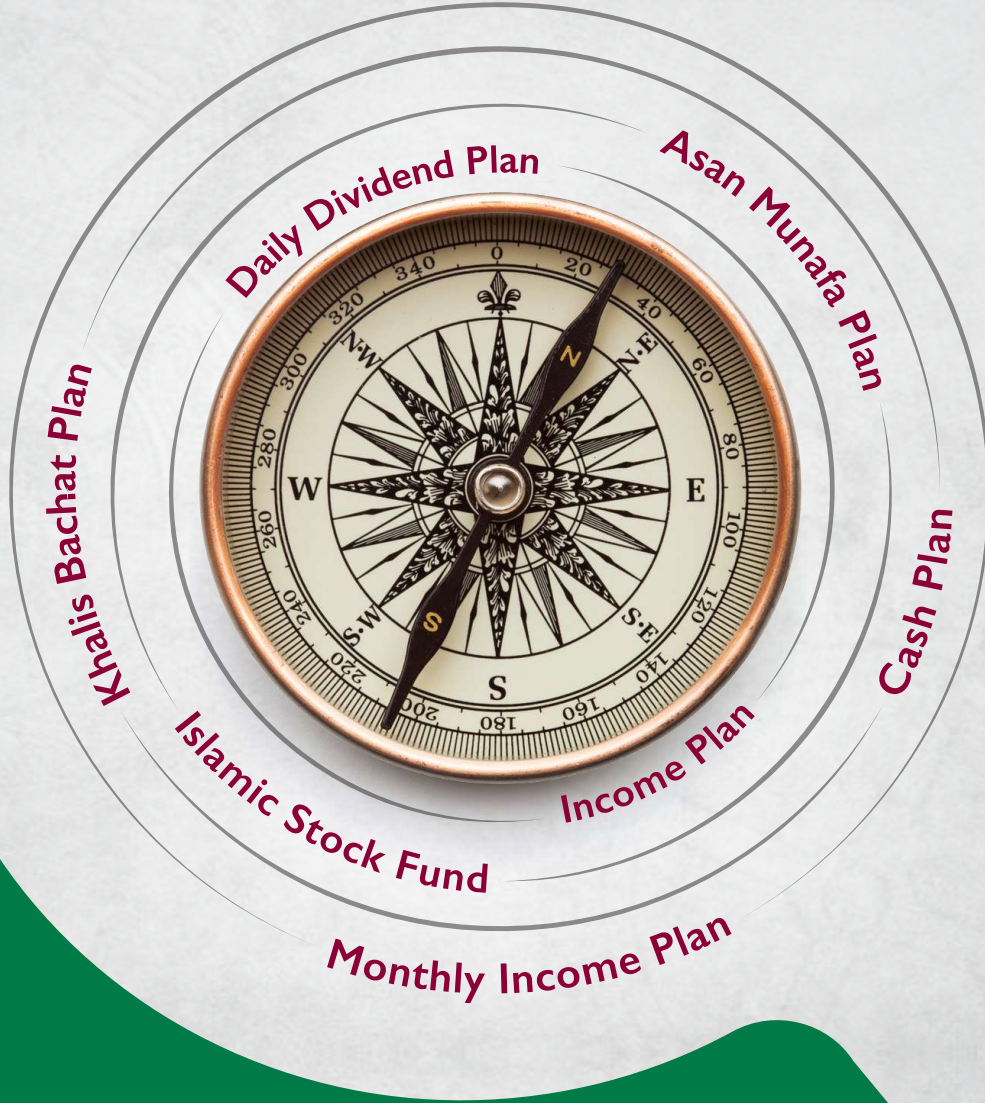 Daily Dividend Plan
Asan Munafa Plan
Khalis Bachat Plan
Cash Plan
Islamic Stock Fund
Income Plan
Monthly Income Plan
0
20
40
60
80
100
120
140
160
180
200
220
240
260
280
300
320
340
N·W
N·E
W
E
S·W
S·E
S
N
S